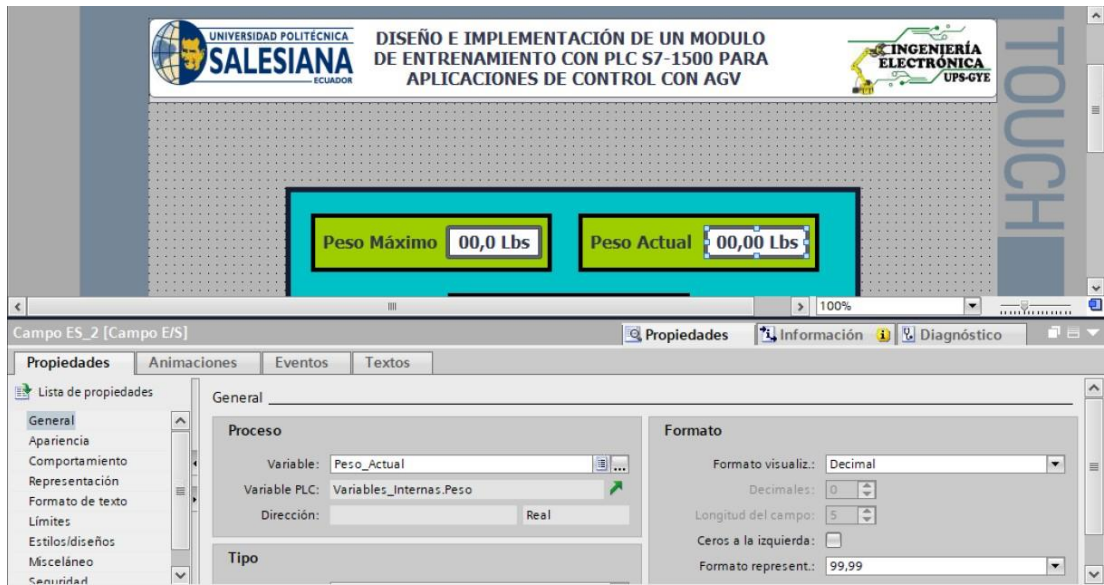 UNIVERSIDAD POLITÉCNICA
SALESIANA
ECUADOR
DISEÑO E IMPLEMENTACIÓN DE UN MODULO
DE ENTRENAMIENTO CON PLC S7-1500 PARA
APLICACIONES DE CONTROL CON AGV
INGENIERÍA
ELECTRÓNICA
UPS-GYE
TOUCH
Peso Máximo 00,0 Lbs
Peso Actual 00,00 Lbs
100%
Campo ES_2 [Campo E/S]
Propiedades
Información
Diagnóstico
Propiedades
Animaciones
Eventos
Textos
Lista de propiedades
General
Apariencia
Comportamiento
Representación
Formato de texto
Límites
Estilos/diseños
Misceláneo
Seguridad
General
Proceso
Variable: Peso_Actual
Variable PLC: Variables_Internas.Peso
Dirección: Real
Tipo
Formato
Formato visualiz.: Decimal
Decimales: 0
Longitud del campo: 5
Ceros a la izquierda:
Formato represent.: 99,99